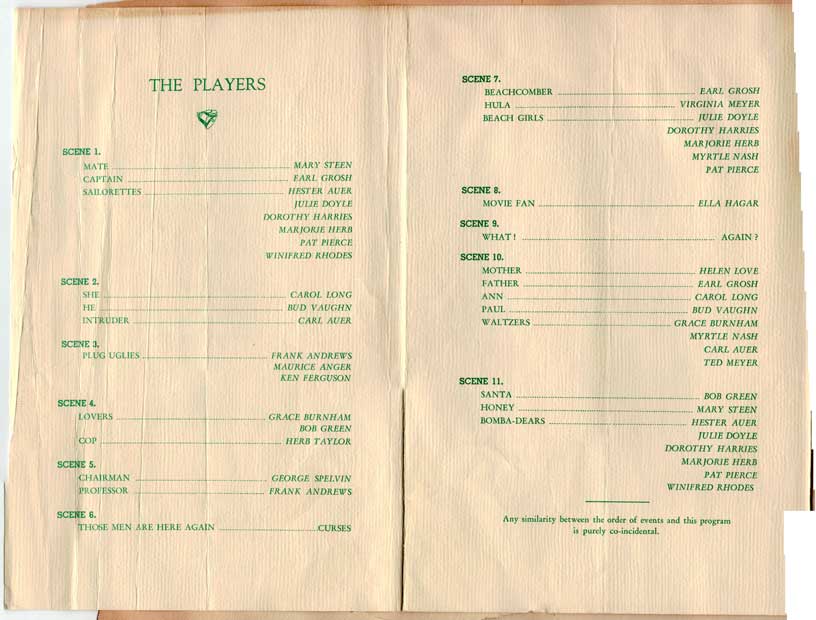 THE PLAYERS
SCENE 1.
MATE ........ MARY STEEN
CAPTAIN ........ EARL GROSH
SAILORETTES ........ HESTER AUER
JULIE DOYLE
DOROTHY HARRIES
MARJORIE HERB
PAT PIERCE
WINIFRED RHODES
SCENE 2.
SHE ........ CAROL LONG
HE ........ BUD VAUGHN
INTRUDER ........ CARL AUER
SCENE 3.
PLUG UGLIES ........ FRANK ANDREWS
MAURICE ANGER
KEN FERGUSON
SCENE 4.
LOVERS ........ GRACE BURNHAM
BOB GREEN
COP ........ HERB TAYLOR
SCENE 5.
CHAIRMAN ........ GEORGE SPELVIN
PROFESSOR ........ FRANK ANDREWS
SCENE 6.
THOSE MEN ARE HERE AGAIN ........ CURSES
SCENE 7.
BEACHCOMBER ........ EARL GROSH
HULA ........ VIRGINIA MEYER
BEACH GIRLS ........ JULIE DOYLE
DOROTHY HARRIES
MARJORIE HERB
MYRTLE NASH
PAT PIERCE
SCENE 8.
MOVIE FAN ........ ELLA HAGAR
SCENE 9.
WHAT! ........ AGAIN?
SCENE 10.
MOTHER ........ HELEN LOVE
FATHER ........ EARL GROSH
ANN ........ CAROL LONG
PAUL ........ BUD VAUGHN
WALTZERS ........ GRACE BURNHAM
MYRTLE NASH
CARL AUER
TED MEYER
SCENE 11.
SANTA ........ BOB GREEN
HONEY ........ MARY STEEN
BOMBA-DEARS ........ HESTER AUER
JULIE DOYLE
DOROTHY HARRIES
MARJORIE HERB
PAT PIERCE
WINIFRED RHODES
Any similarity between the order of events and this program
is purely co-incidental.